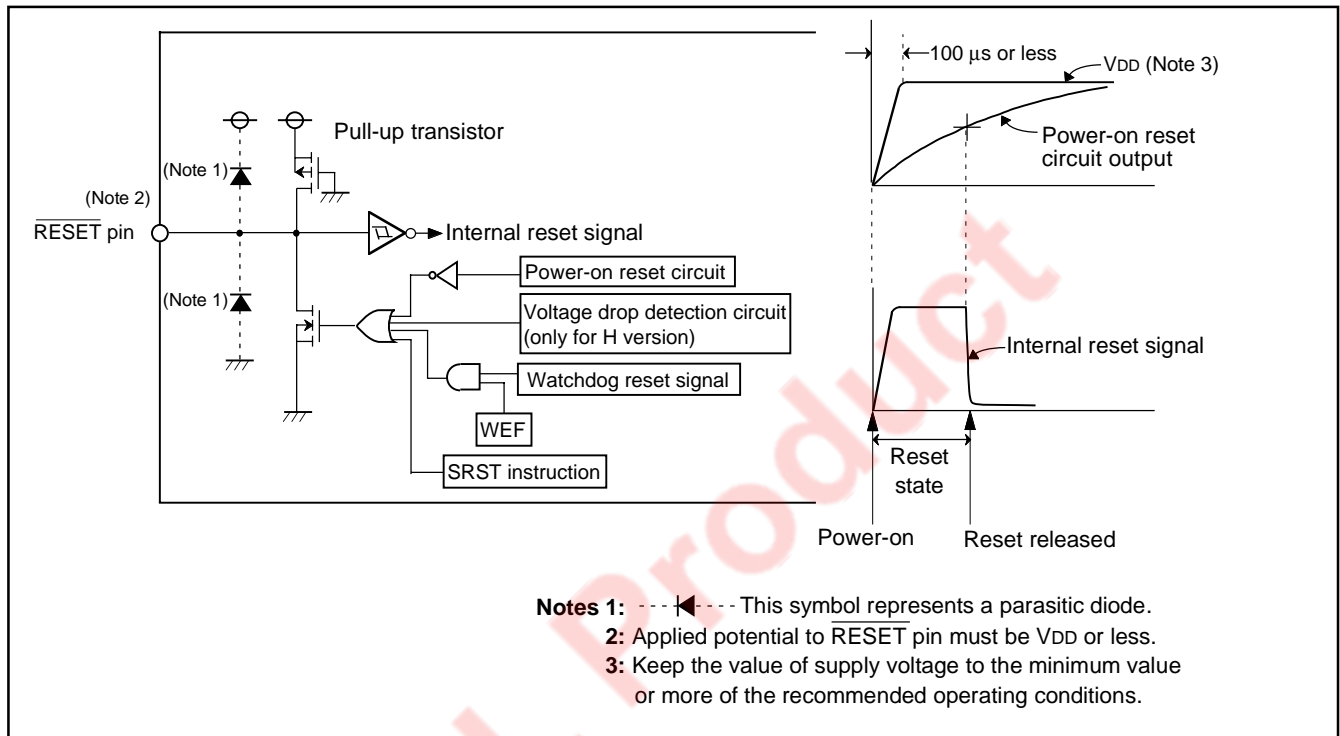 100 μs or less
VDD (Note 3)
Pull-up transistor
Power-on reset
circuit output
(Note 1)
(Note 2)
RESET pin
Internal reset signal
Power-on reset circuit
(Note 1)
Voltage drop detection circuit
(only for H version)
Watchdog reset signal
WEF
SRST instruction
Internal reset signal
Reset
state
Power-on
Reset released
Notes 1: This symbol represents a parasitic diode.
2: Applied potential to RESET pin must be VDD or less.
3: Keep the value of supply voltage to the minimum value
or more of the recommended operating conditions.
Product